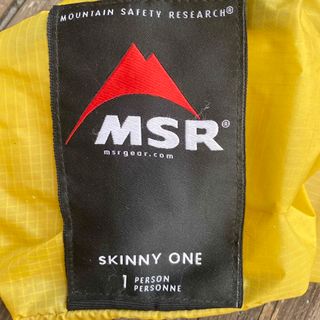 MOUNTAIN SAFETY RESEARCH®
MSR®
msrgear.com
SKINNY ONE
1 PERSON
PERSONNE